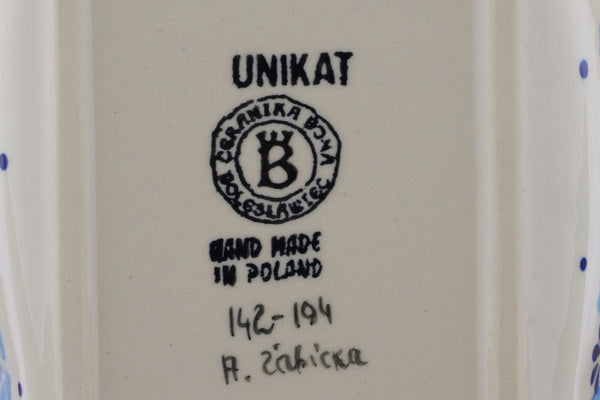 UNIKAT
CERAMIKA BONA
B
BOLESŁAWIEC
HAND MADE
IN POLAND
142-194
A. Żabicka